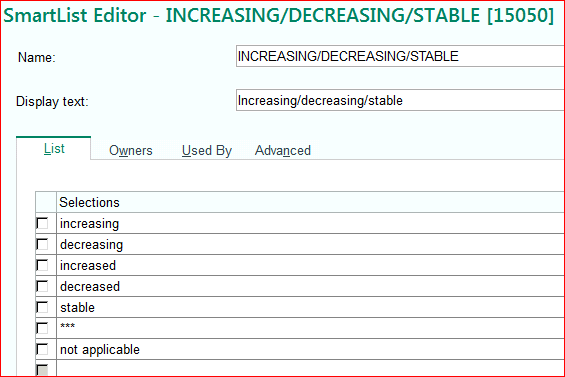 SmartList Editor - INCREASING/DECREASING/STABLE [15050]
Name: INCREASING/DECREASING/STABLE
Display text: Increasing/decreasing/stable
List Owners Used By Advanced
Selections
increasing
decreasing
increased
decreased
stable
***
not applicable